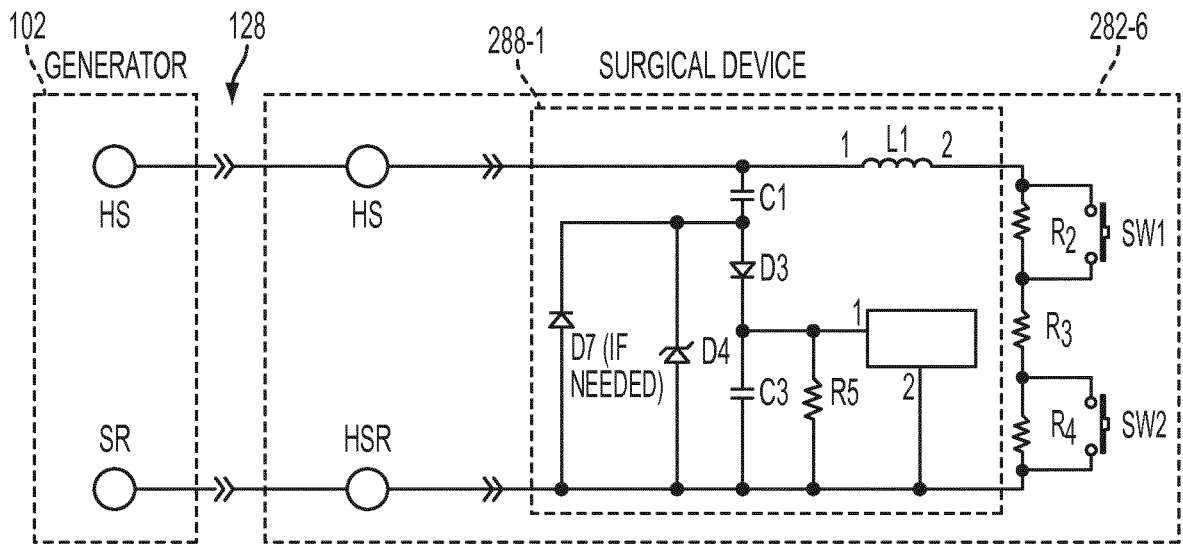 102
128
288-1
282-6
GENERATOR
SURGICAL DEVICE
1
L1
2
HS
HS
C1
R2
SW1
D3
1
R3
D7 (IF
NEEDED)
D4
C3
R5
2
R4
SW2
SR
HSR